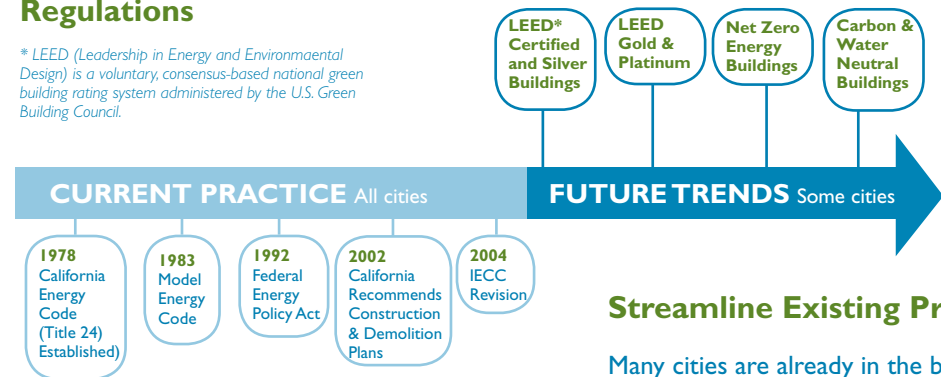 Regulations
* LEED (Leadership in Energy and Environmental
Design) is a voluntary, consensus-based national green
building rating system administered by the U.S. Green
Building Council.
LEED*
Certified
and Silver
Buildings
LEED
Gold &
Platinum
Net Zero
Energy
Buildings
Carbon &
Water
Neutral
Buildings
CURRENT PRACTICE All cities
FUTURE TRENDS Some cities
1978
California
Energy
Code
(Title 24)
Established)
1983
Model
Energy
Code
1992
Federal
Energy
Policy Act
2002
California
Recommends
Construction
& Demolition
Plans
2004
IECC
Revision
Streamline Existing Pr
Many cities are already in the b